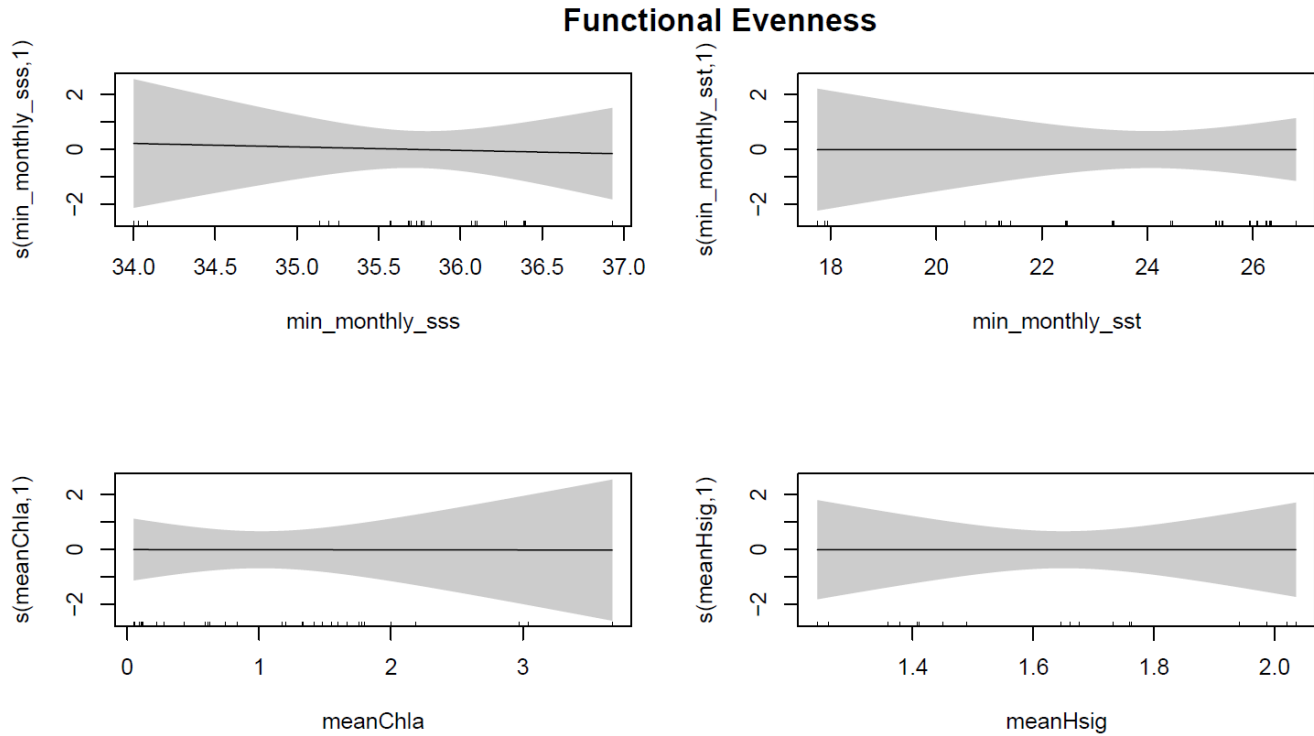 Functional Evenness
s(min_monthly_sss,1)
2
0
−2
34.0 34.5 35.0 35.5 36.0 36.5 37.0
min_monthly_sss
s(min_monthly_sst,1)
2
0
−2
18 20 22 24 26
min_monthly_sst
s(meanChla,1)
2
0
−2
0 1 2 3
meanChla
s(meanHsig,1)
2
0
−2
1.4 1.6 1.8 2.0
meanHsig